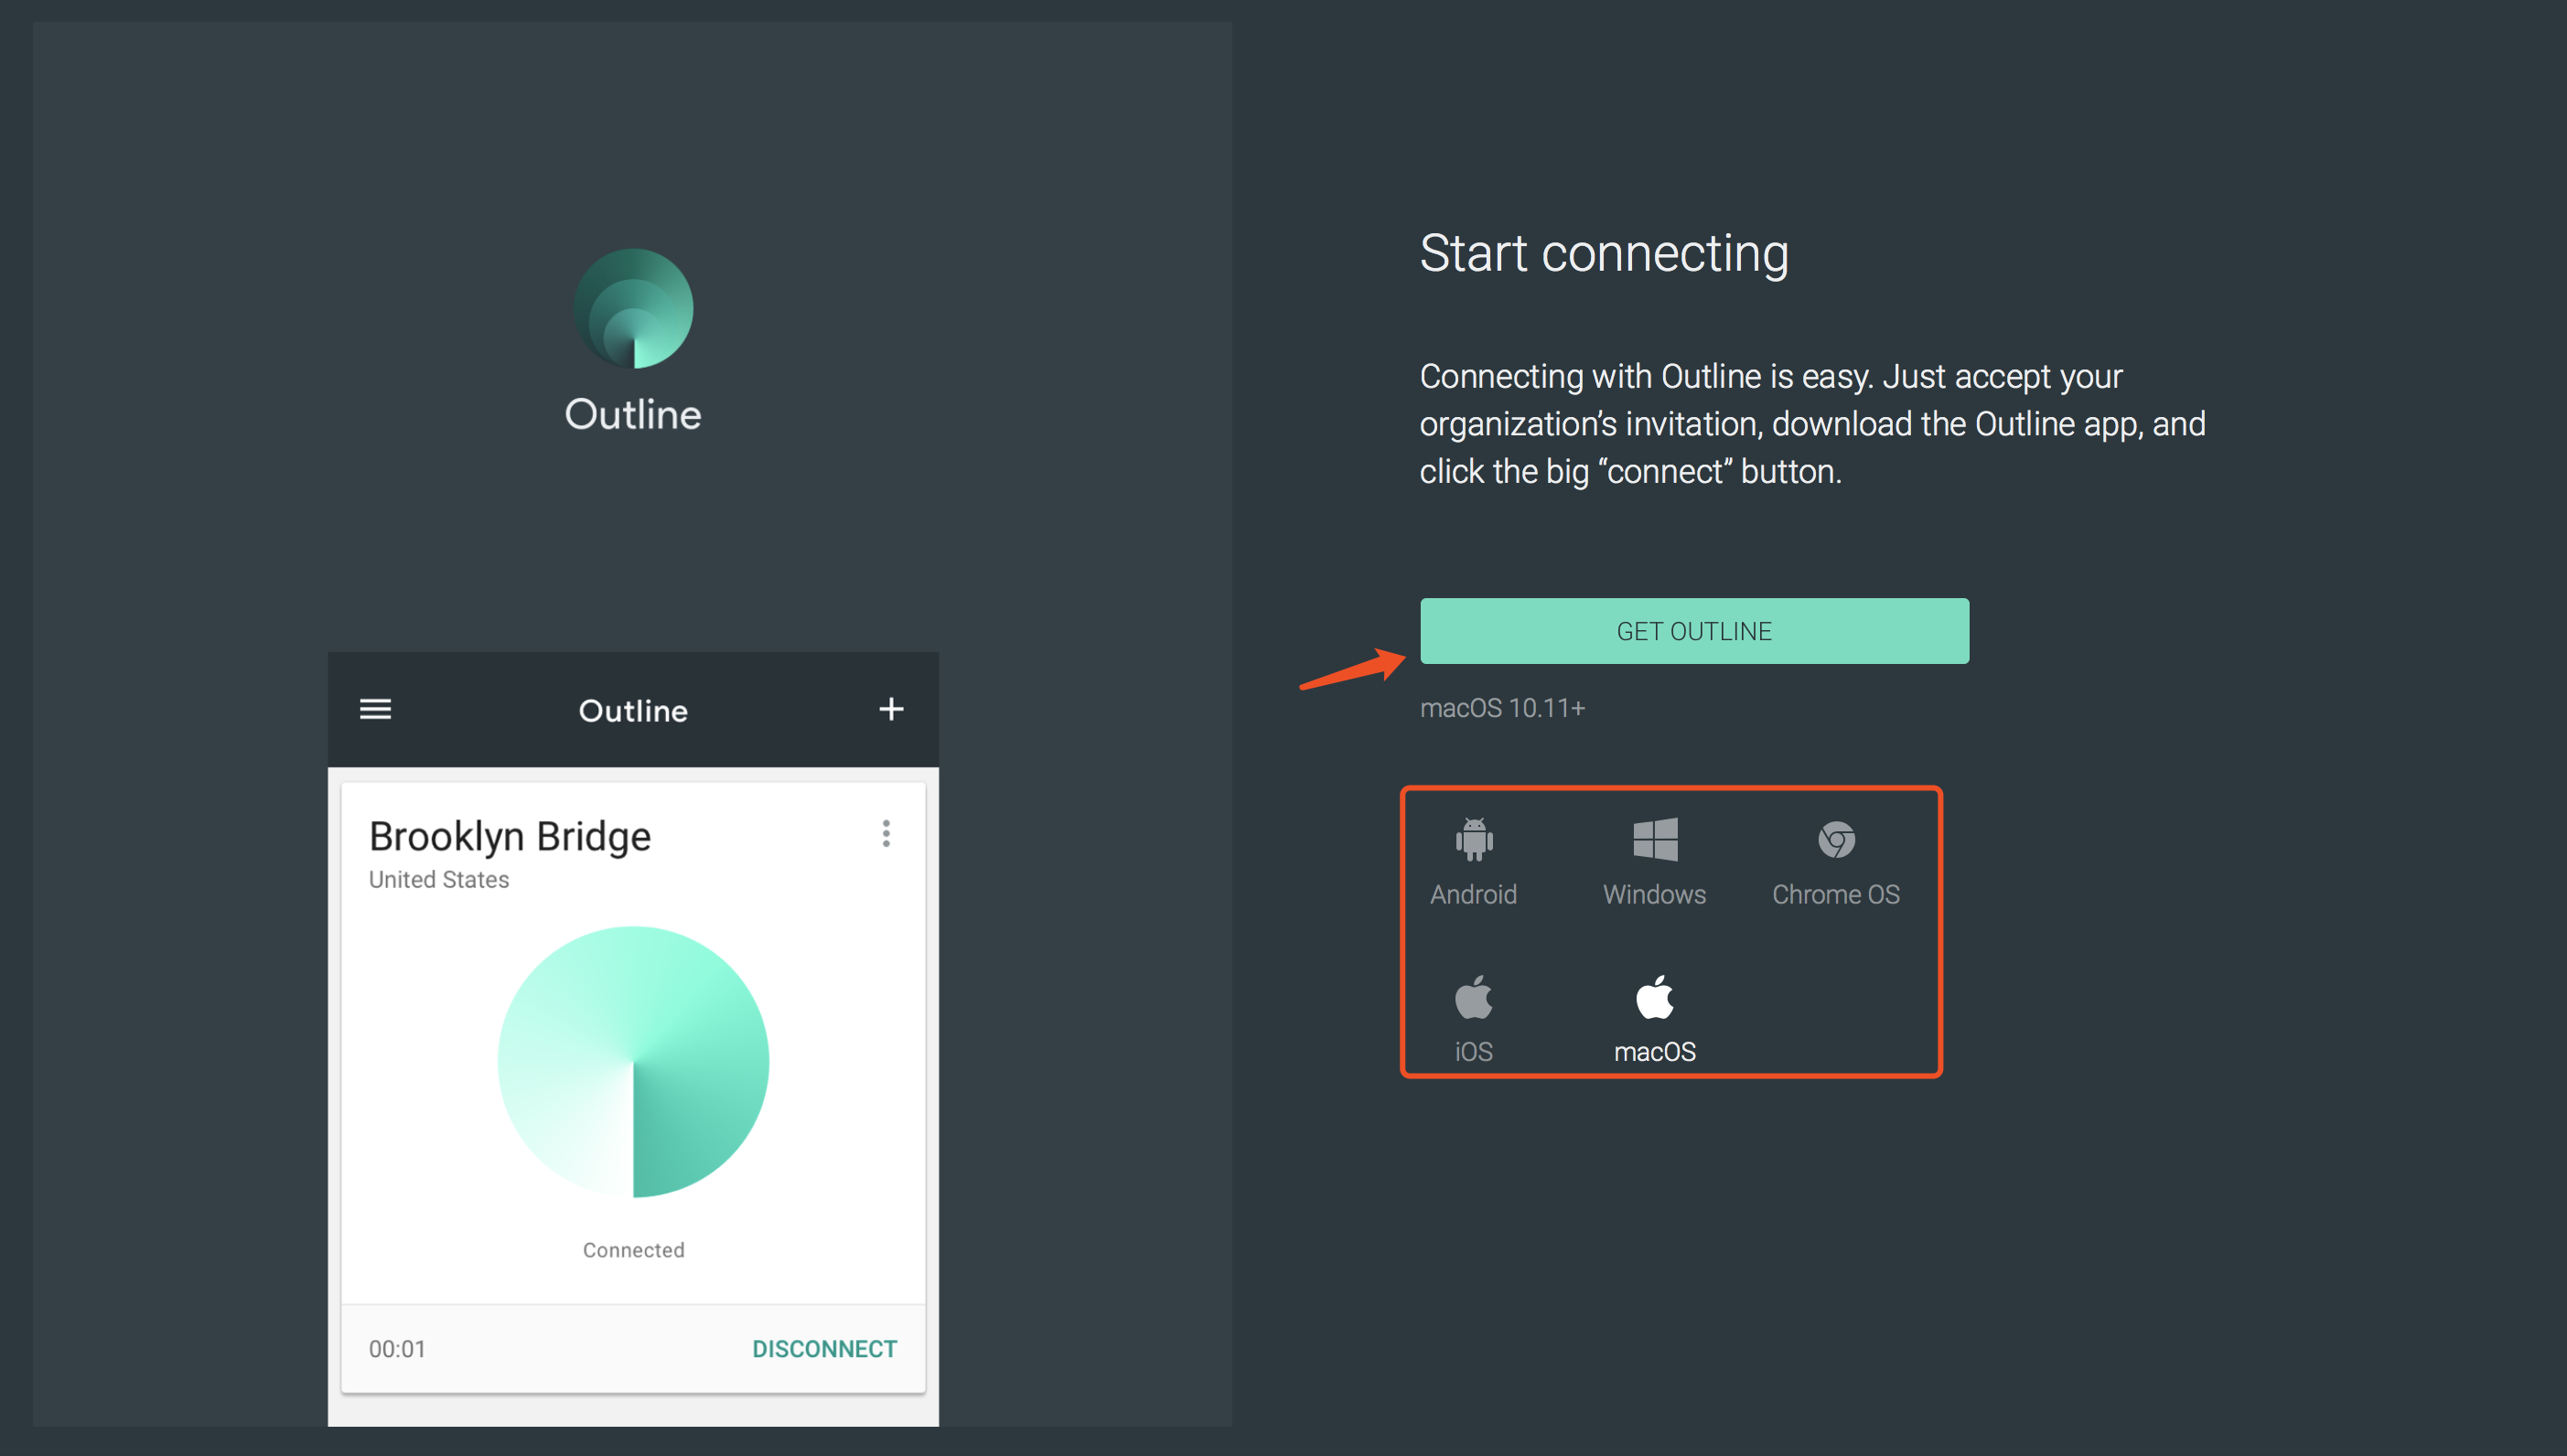 Outline
Outline
Brooklyn Bridge
United States
Connected
00:01
DISCONNECT
Start connecting
Connecting with Outline is easy. Just accept your
organization’s invitation, download the Outline app, and
click the big “connect” button.
GET OUTLINE
macOS 10.11+
Android
Windows
Chrome OS
iOS
macOS